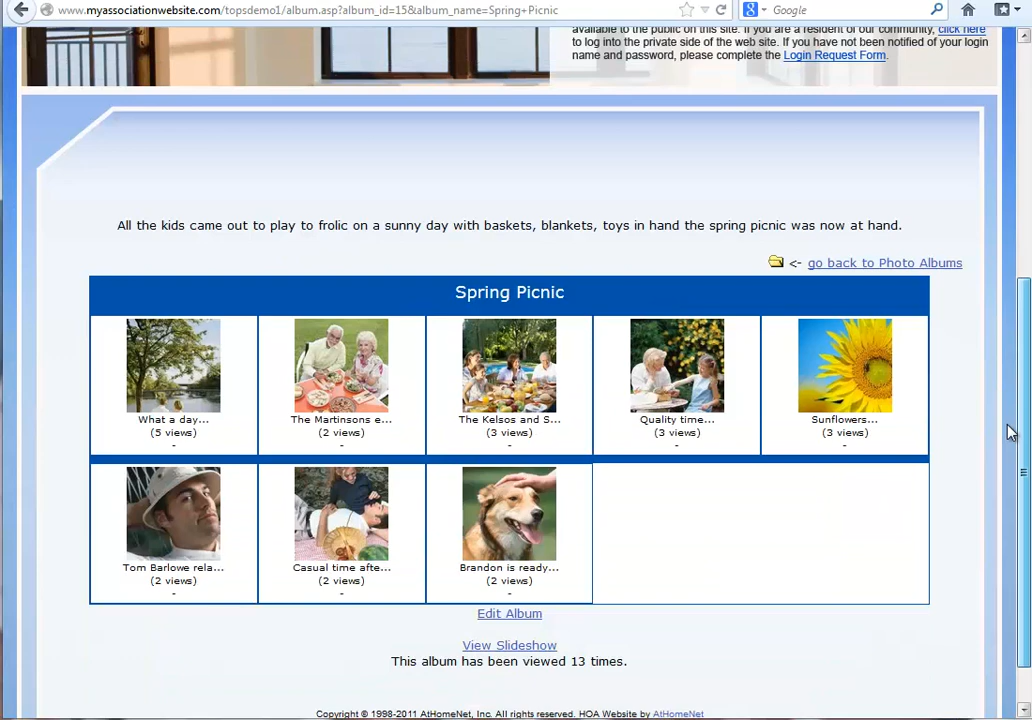 www.myassociationwebsite.com/topsdemo1/album.asp?album_id=15&album_name=Spring+Picnic
Google
available to the public on this site. If you are a resident of our community, click here
to log into the private side of the web site. If you have not been notified of your login
name and password, please complete the Login Request Form.
All the kids came out to play to frolic on a sunny day with baskets, blankets, toys in hand the spring picnic was now at hand.
<- go back to Photo Albums
Spring Picnic
What a day...
(5 views)
-
The Martinsons e...
(2 views)
-
The Kelsos and S...
(3 views)
-
Quality time...
(3 views)
-
Sunflowers...
(3 views)
-
Tom Barlowe rela...
(2 views)
-
Casual time afte...
(2 views)
-
Brandon is ready...
(2 views)
-
Edit Album
View Slideshow
This album has been viewed 13 times.
Copyright © 1998-2011 AtHomeNet, Inc. All rights reserved. HOA Website by AtHomeNet